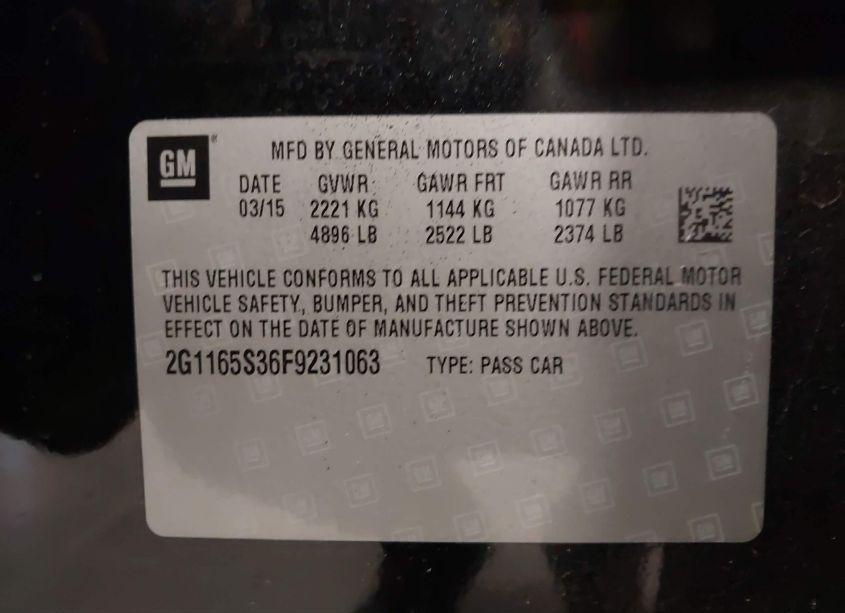 GM
MFD BY GENERAL MOTORS OF CANADA LTD.
DATE GVWR GAWR FRT GAWR RR
03/15 2221 KG 1144 KG 1077 KG
4896 LB 2522 LB 2374 LB
THIS VEHICLE CONFORMS TO ALL APPLICABLE U.S. FEDERAL MOTOR
VEHICLE SAFETY, BUMPER, AND THEFT PREVENTION STANDARDS IN
EFFECT ON THE DATE OF MANUFACTURE SHOWN ABOVE.
2G1165S36F9231063 TYPE: PASS CAR